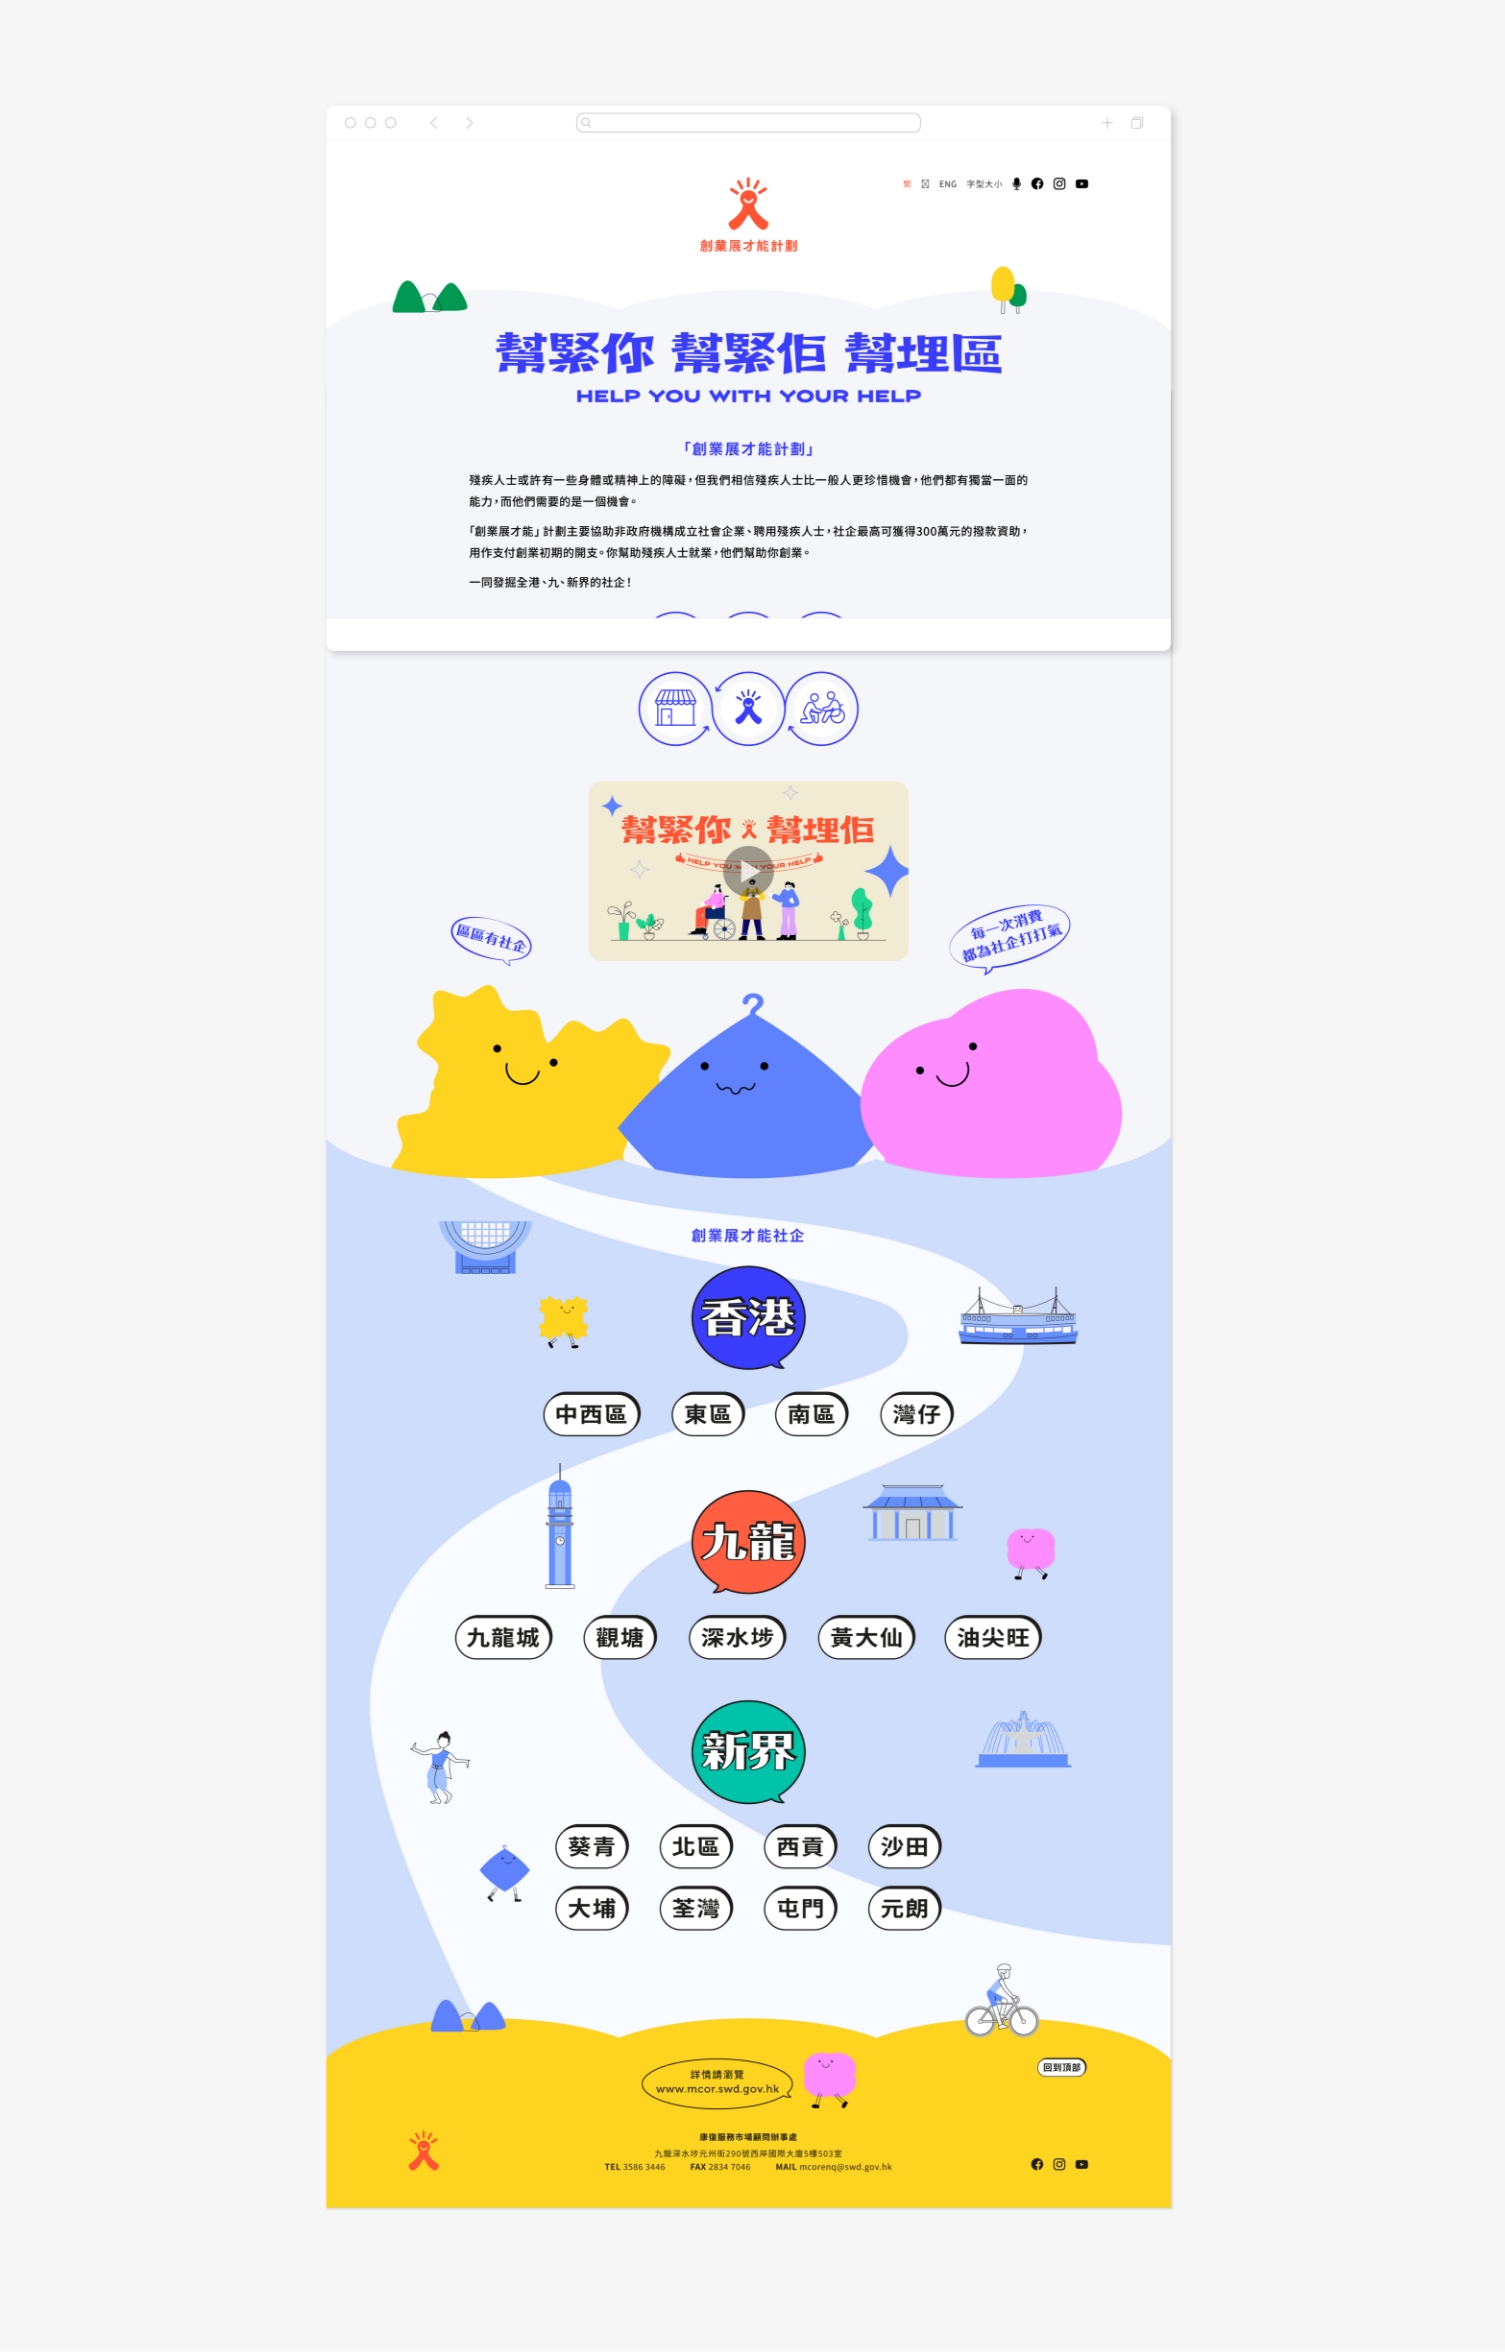 繁 ENG 字型大小
創業展才能計劃
幫緊你 幫緊佢 幫埋區
HELP YOU WITH YOUR HELP
「創業展才能計劃」
殘疾人士或許有一些身體或精神上的障礙，但我們相信殘疾人士比一般人更珍惜機會，他們都有獨當一面的
能力，而他們需要的是一個機會。
「創業展才能」計劃主要協助非政府機構成立社會企業、聘用殘疾人士，社企最高可獲得300萬元的撥款資助，
用作支付創業初期的開支。你幫助殘疾人士就業，他們幫助你創業。
一同發掘全港、九、新界的社企！
幫緊你 幫埋佢
HELP YOU WITH YOUR HELP
區區有社企
每一次消費
都為社企打打氣
創業展才能社企
香港
中西區 東區 南區 灣仔
九龍
九龍城 觀塘 深水埗 黃大仙 油尖旺
新界
葵青 北區 西貢 沙田
大埔 荃灣 屯門 元朗
詳情請瀏覽
www.mcor.swd.gov.hk
回到頂部
康復服務市場顧問辦事處
九龍深水埗元州街290號西岸國際大廈5樓503室
TEL 3586 3446 FAX 2834 7046 MAIL mcorenq@swd.gov.hk